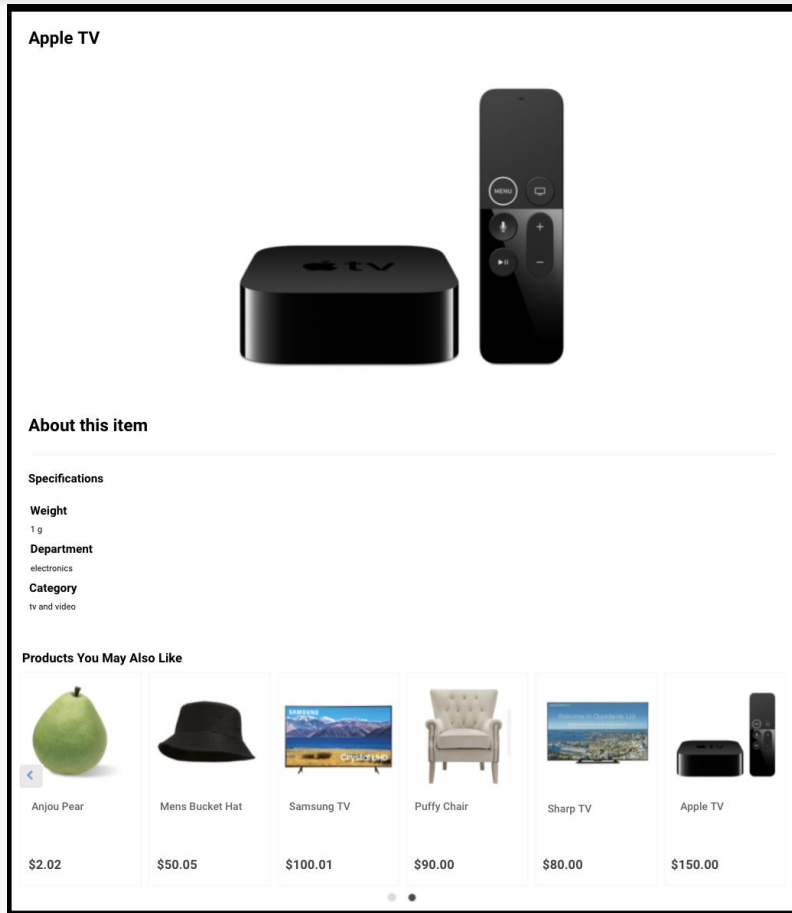 Apple TV
tv
MENU
+
−
About this item
Specifications
Weight
1 g
Department
electronics
Category
tv and video
Products You May Also Like
SAMSUNG
Crystal UHD
Anjou Pear
Mens Bucket Hat
Samsung TV
Puffy Chair
Sharp TV
Apple TV
$2.02
$50.05
$100.01
$90.00
$80.00
$150.00